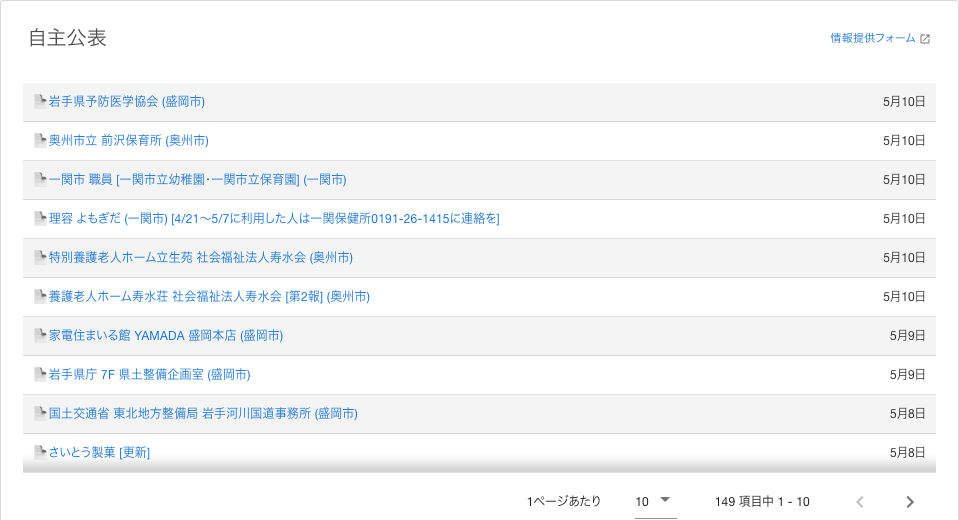 自主公表
情報提供フォーム
岩手県予防医学協会 (盛岡市) 5月10日
奥州市立 前沢保育所 (奥州市) 5月10日
一関市 職員 [一関市立幼稚園・一関市立保育園] (一関市) 5月10日
理容 よもぎだ (一関市) [4/21〜5/7に利用した人は一関保健所0191-26-1415に連絡を] 5月10日
特別養護老人ホーム立生苑 社会福祉法人寿水会 (奥州市) 5月10日
養護老人ホーム寿水荘 社会福祉法人寿水会 [第2報] (奥州市) 5月10日
家電住まいる館 YAMADA 盛岡本店 (盛岡市) 5月9日
岩手県庁 7F 県土整備企画室 (盛岡市) 5月9日
国土交通省 東北地方整備局 岩手河川国道事務所 (盛岡市) 5月8日
さいとう製菓 [更新] 5月8日
1ページあたり 10 149 項目中 1 - 10